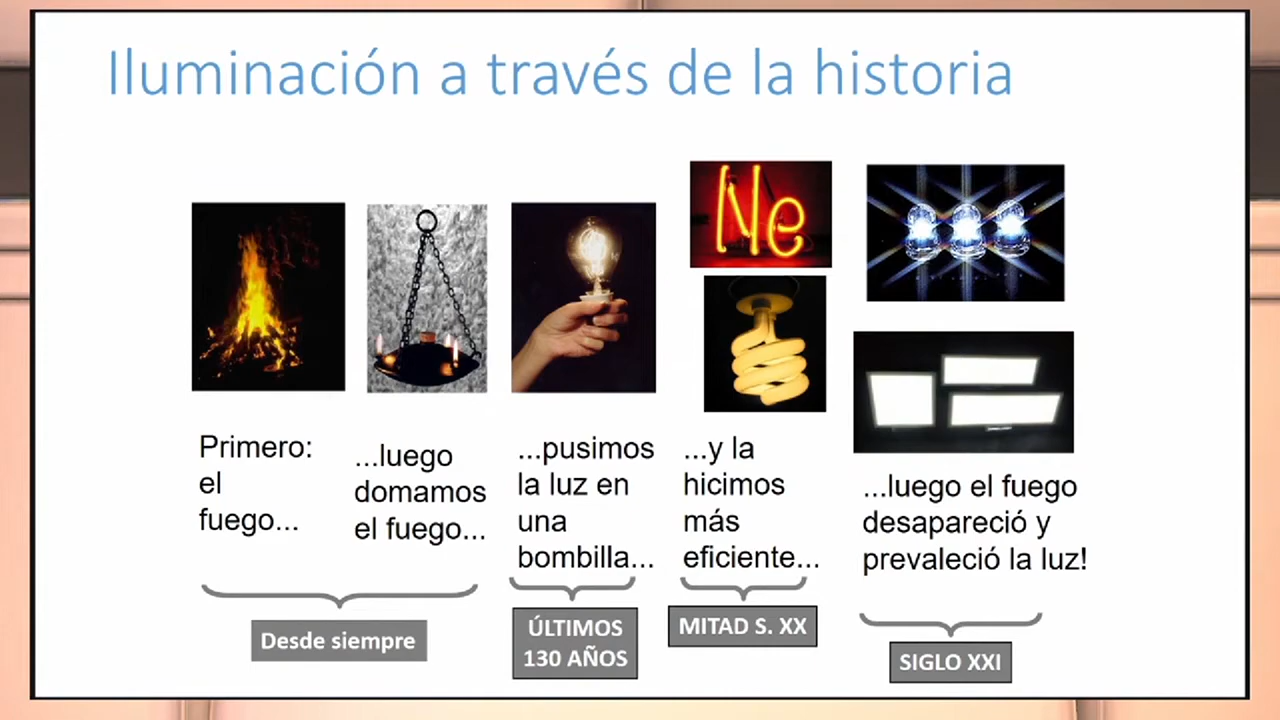 Iluminación a través de la historia
Ne
Primero:
el
fuego...
...luego
domamos
el fuego...
...pusimos
la luz en
una
bombilla...
...y la
hicimos
más
eficiente...
...luego el fuego
desapareció y
prevaleció la luz!
Desde siempre
ÚLTIMOS
130 AÑOS
MITAD S. XX
SIGLO XXI